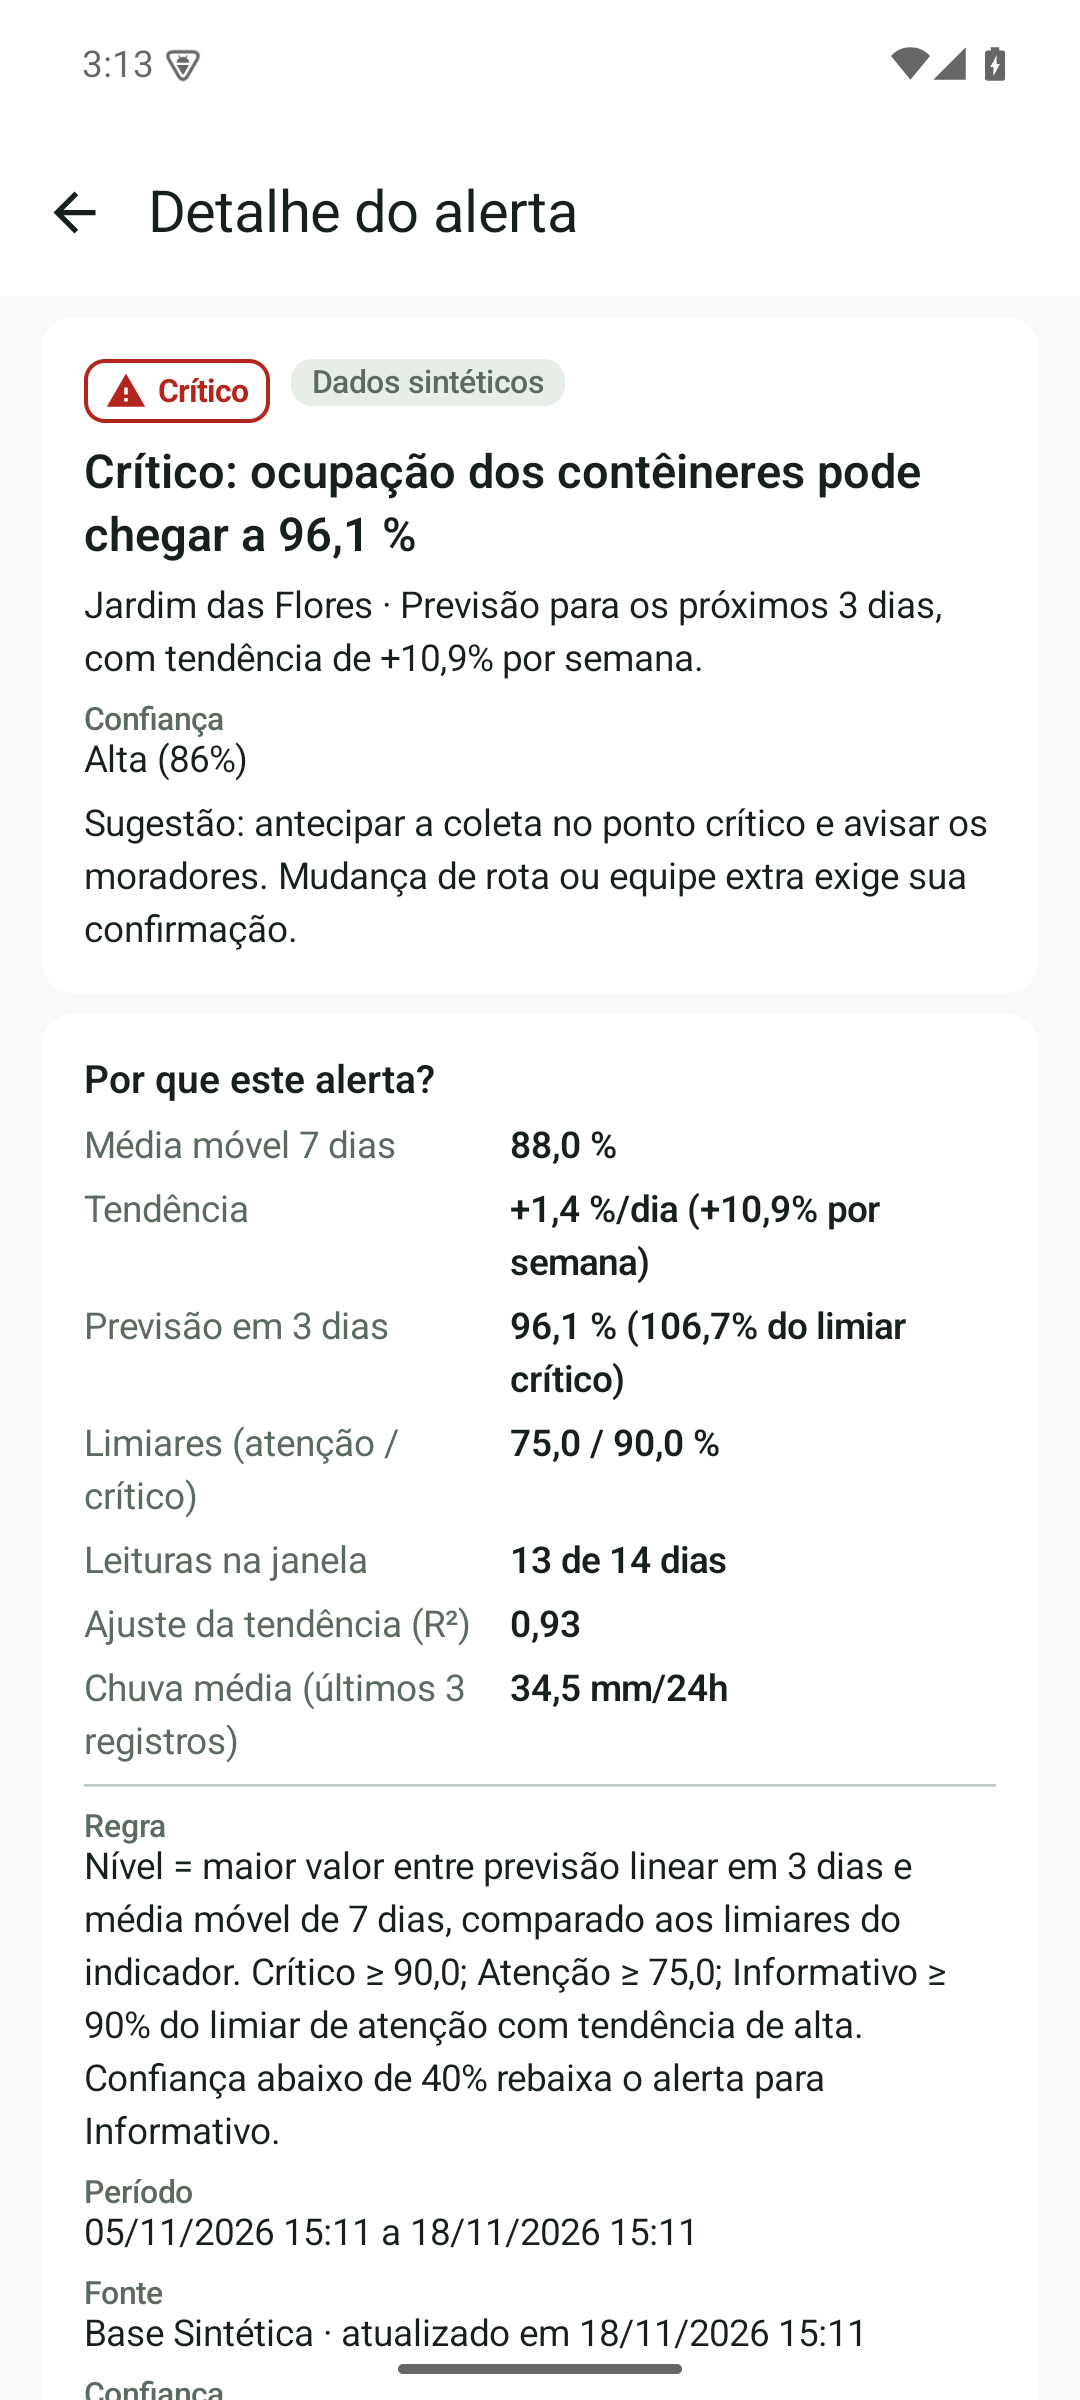 3:13
Detalhe do alerta
Crítico
Dados sintéticos
Crítico: ocupação dos contêineres pode
chegar a 96,1 %
Jardim das Flores · Previsão para os próximos 3 dias,
com tendência de +10,9% por semana.
Confiança
Alta (86%)
Sugestão: antecipar a coleta no ponto crítico e avisar os
moradores. Mudança de rota ou equipe extra exige sua
confirmação.
Por que este alerta?
Média móvel 7 dias 88,0 %
Tendência +1,4 %/dia (+10,9% por
semana)
Previsão em 3 dias 96,1 % (106,7% do limiar
crítico)
Limiares (atenção / 75,0 / 90,0 %
crítico)
Leituras na janela 13 de 14 dias
Ajuste da tendência (R²) 0,93
Chuva média (últimos 3 34,5 mm/24h
registros)
Regra
Nível = maior valor entre previsão linear em 3 dias e
média móvel de 7 dias, comparado aos limiares do
indicador. Crítico ≥ 90,0; Atenção ≥ 75,0; Informativo ≥
90% do limiar de atenção com tendência de alta.
Confiança abaixo de 40% rebaixa o alerta para
Informativo.
Período
05/11/2026 15:11 a 18/11/2026 15:11
Fonte
Base Sintética · atualizado em 18/11/2026 15:11
Confiança